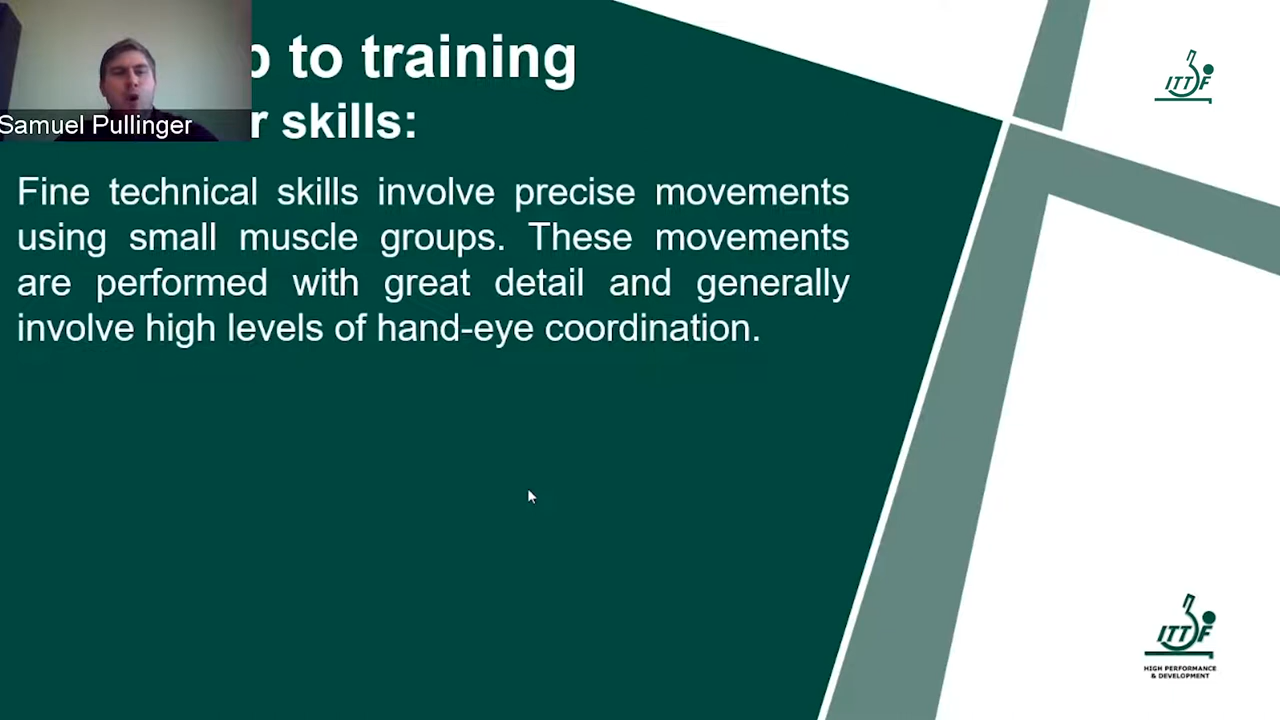 to training
Samuel Pullinger
skills:
Fine technical skills involve precise movements
using small muscle groups. These movements
are performed with great detail and generally
involve high levels of hand-eye coordination.
ITTF
ITTF
HIGH PERFORMANCE
& DEVELOPMENT